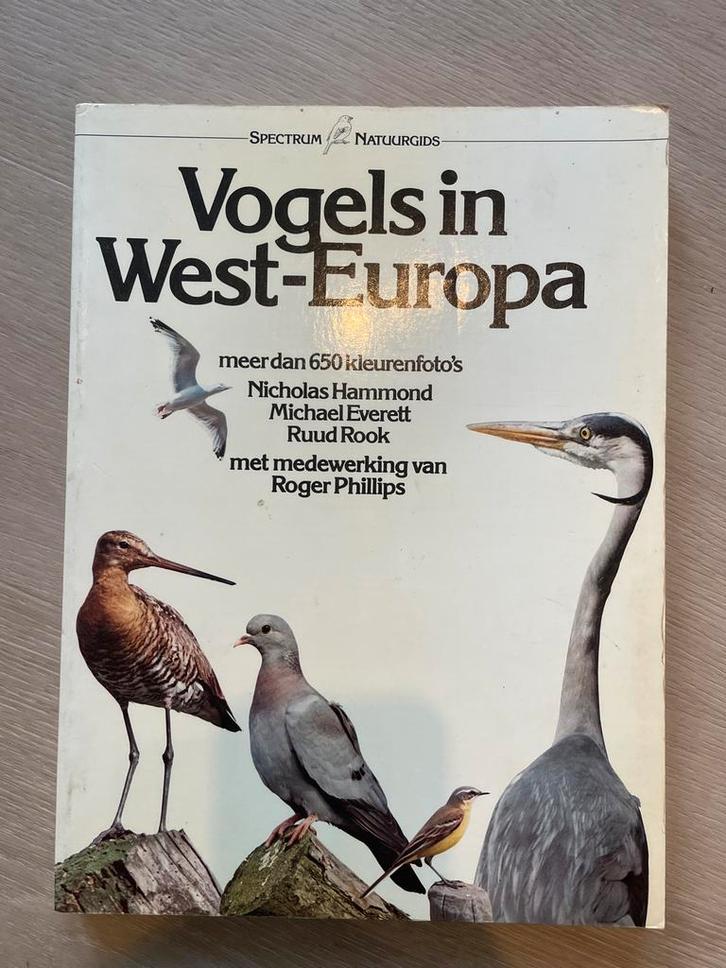 Spectrum Natuurgids
Vogels in
West-Europa
meer dan 650 kleurenfoto's
Nicholas Hammond
Michael Everett
Ruud Rook
met medewerking van
Roger Phillips